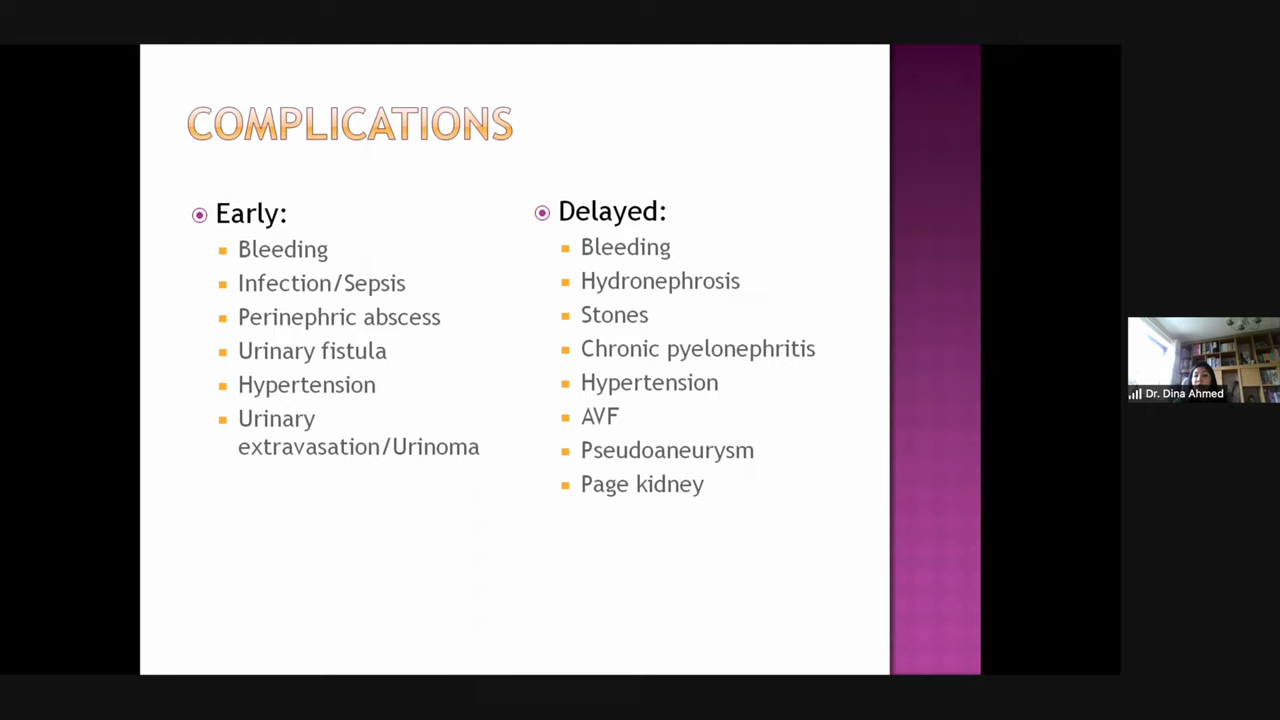 COMPLICATIONS
Early:
Bleeding
Infection/Sepsis
Perinephric abscess
Urinary fistula
Hypertension
Urinary
extravasation/Urinoma
Delayed:
Bleeding
Hydronephrosis
Stones
Chronic pyelonephritis
Hypertension
AVF
Pseudoaneurysm
Page kidney
Dr. Dina Ahmed